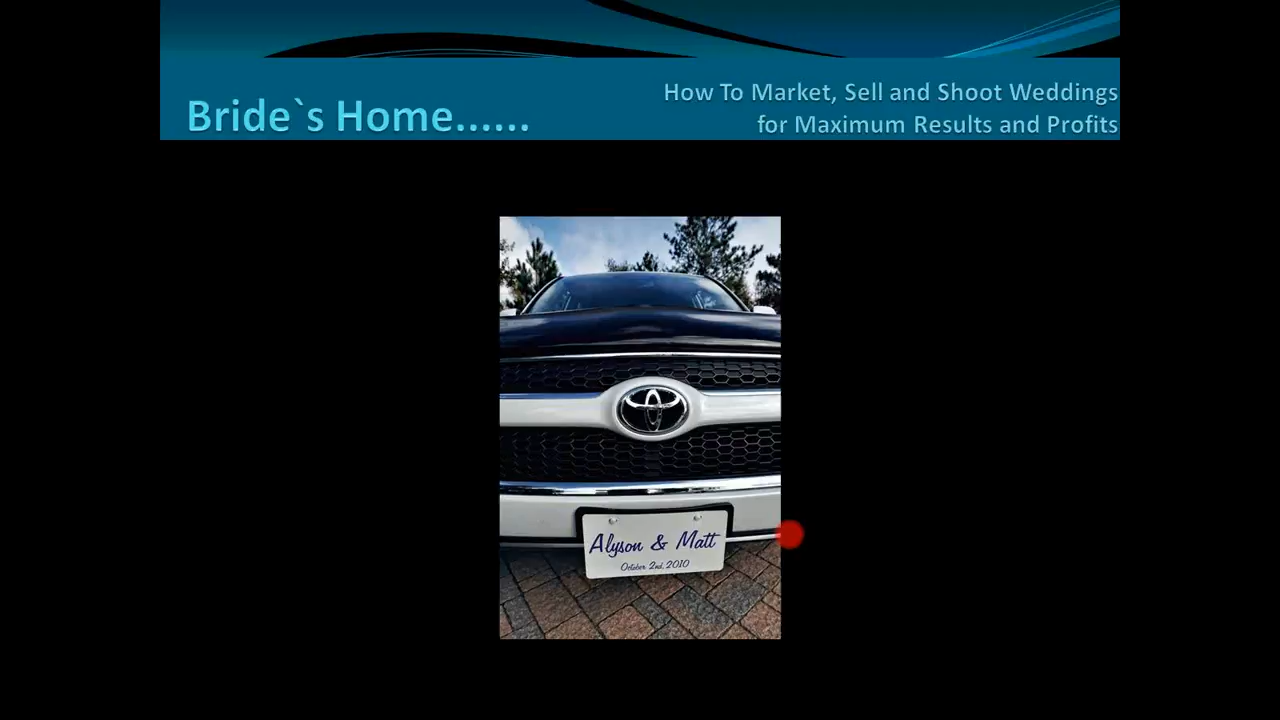 Bride`s Home......
How To Market, Sell and Shoot Weddings
for Maximum Results and Profits
Alyson & Matt
October 2nd, 2010